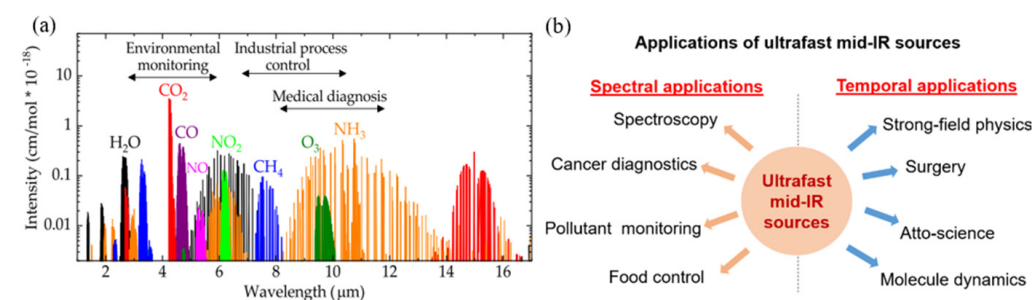 (a)
Environmental
monitoring
Industrial process
control
Medical diagnosis
CO2
H2O
CO
NO
NO2
CH4
O3
NH3
Intensity (cm/mol * 10^-18)
10
1
0.1
0.01
2
4
6
8
10
12
14
16
Wavelength (μm)
(b)
Applications of ultrafast mid-IR sources
Spectral applications
Temporal applications
Spectroscopy
Cancer diagnostics
Pollutant monitoring
Food control
Ultrafast
mid-IR
sources
Strong-field physics
Surgery
Atto-science
Molecule dynamics